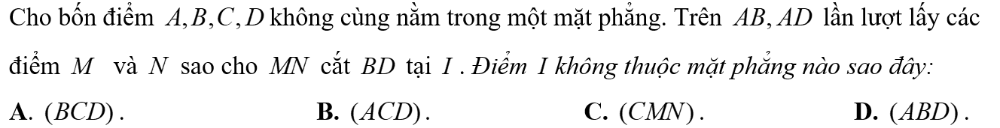 Cho bốn điểm A,B,C,D không cùng nằm trong một mặt phẳng. Trên AB, AD lần lượt lấy các
điểm M và N sao cho MN cắt BD tại I . Điểm I không thuộc mặt phẳng nào sao đây:
A. (BCD) . B. (ACD) . C. (CMN) . D. (ABD) .